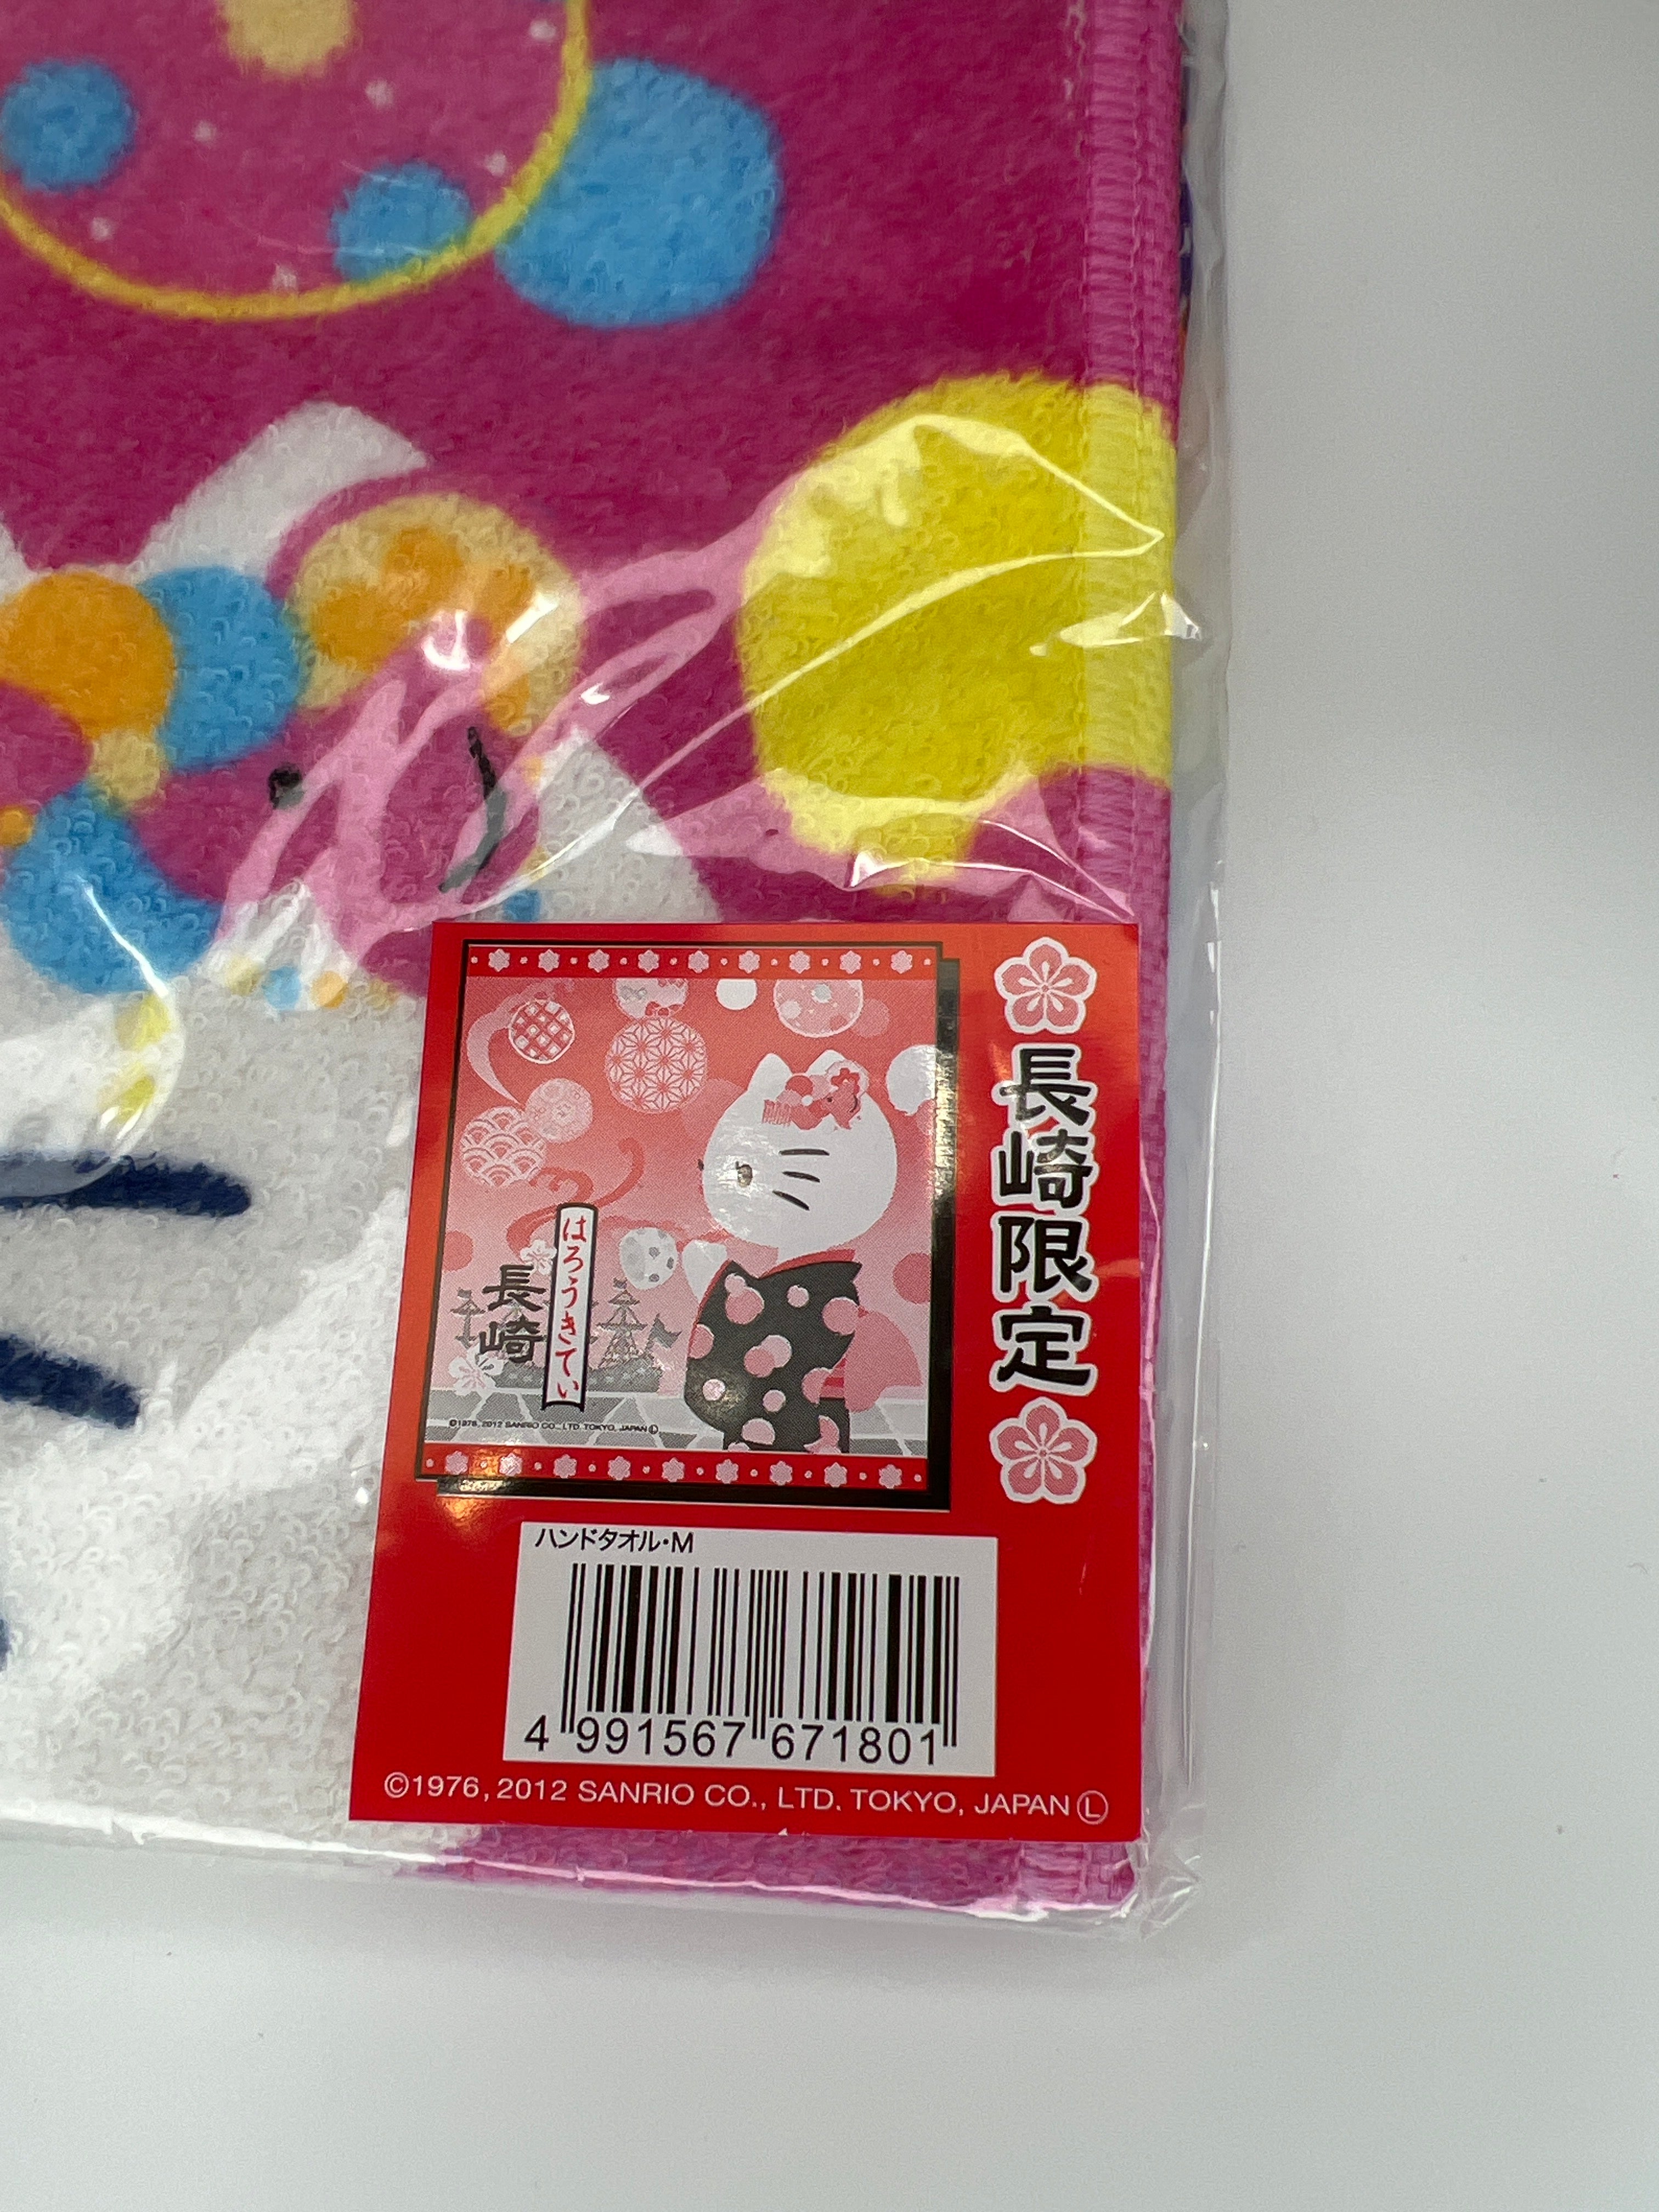 長崎限定
はろうきてぃ
長崎
©1976, 2012 SANRIO CO., LTD. TOKYO, JAPAN Ⓛ
ハンドタオル・M
4 991567 671801
©1976, 2012 SANRIO CO., LTD. TOKYO, JAPAN Ⓛ